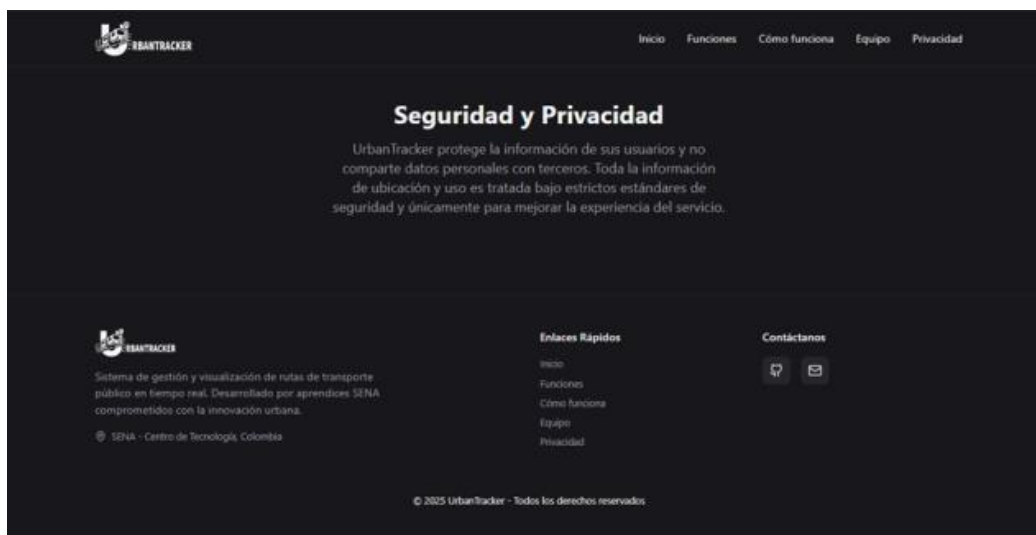 URBANTRACKER
Inicio Funciones Cómo funciona Equipo Privacidad
Seguridad y Privacidad
UrbanTracker protege la información de sus usuarios y no
comparte datos personales con terceros. Toda la información
de ubicación y uso es tratada bajo estrictos estándares de
seguridad y únicamente para mejorar la experiencia del servicio.
URBANTRACKER
Sistema de gestión y visualización de rutas de transporte
público en tiempo real. Desarrollado por aprendices SENA
comprometidos con la innovación urbana.
SENA - Centro de Tecnología, Colombia
Enlaces Rápidos
Inicio
Funciones
Cómo funciona
Equipo
Privacidad
Contáctanos
© 2025 UrbanTracker - Todos los derechos reservados